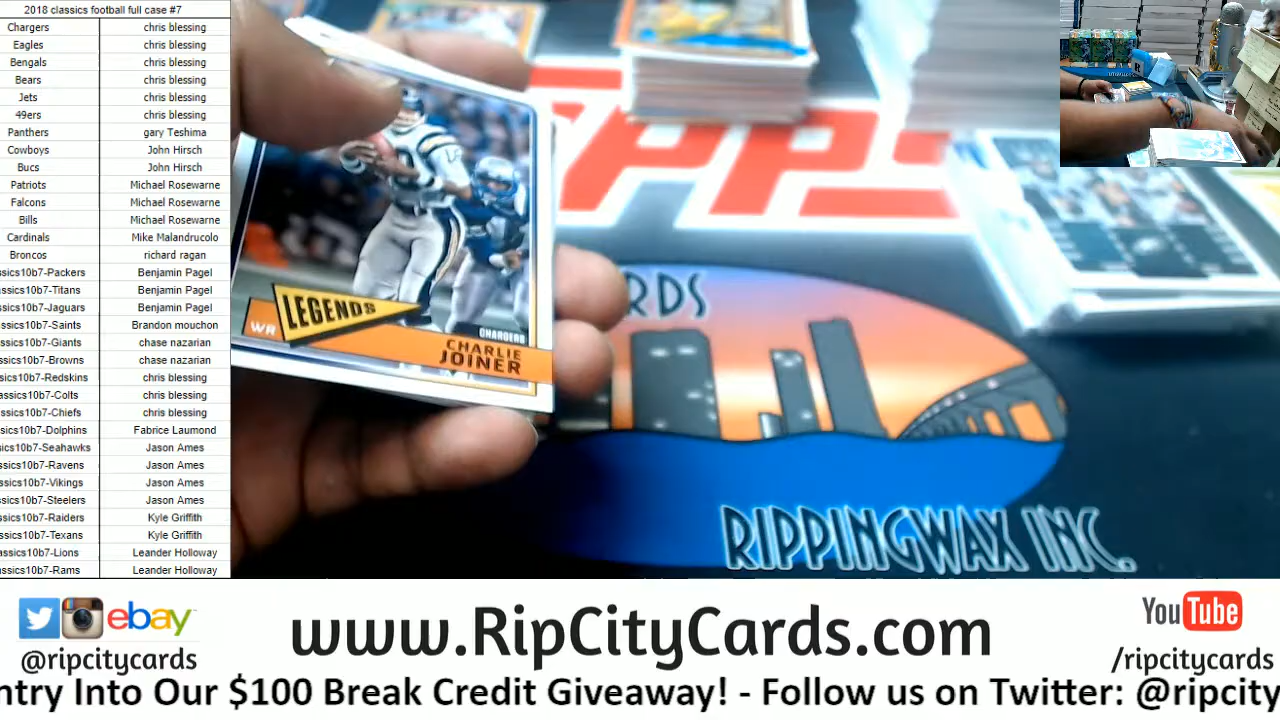 2018 classics football full case #7
Chargers chris blessing
Eagles chris blessing
Bengals chris blessing
Bears chris blessing
Jets chris blessing
49ers chris blessing
Panthers gary Teshima
Cowboys John Hirsch
Bucs John Hirsch
Patriots Michael Rosewarne
Falcons Michael Rosewarne
Bills Michael Rosewarne
Cardinals Mike Malandrucolo
Broncos richard ragan
ssics10b7-Packers Benjamin Pagel
ssics10b7-Titans Benjamin Pagel
ssics10b7-Jaguars Benjamin Pagel
ssics10b7-Saints Brandon mouchon
ssics10b7-Giants chase nazarian
ssics10b7-Browns chase nazarian
ssics10b7-Redskins chris blessing
assics10b7-Colts chris blessing
ssics10b7-Chiefs chris blessing
ssics10b7-Dolphins Fabrice Laumond
sics10b7-Seahawks Jason Ames
ssics10b7-Ravens Jason Ames
ssics10b7-Vikings Jason Ames
ssics10b7-Steelers Jason Ames
ssics10b7-Raiders Kyle Griffith
ssics10b7-Texans Kyle Griffith
assics10b7-Lions Leander Holloway
assics10b7-Rams Leander Holloway
LEGENDS
WR
CHARGERS
CHARLIE
JOINER
PPS
RDS
RIPPINGWAX INC.
ebay
@ripcitycards
www.RipCityCards.com
YouTube
/ripcitycards
ntry Into Our $100 Break Credit Giveaway! - Follow us on Twitter: @ripcity